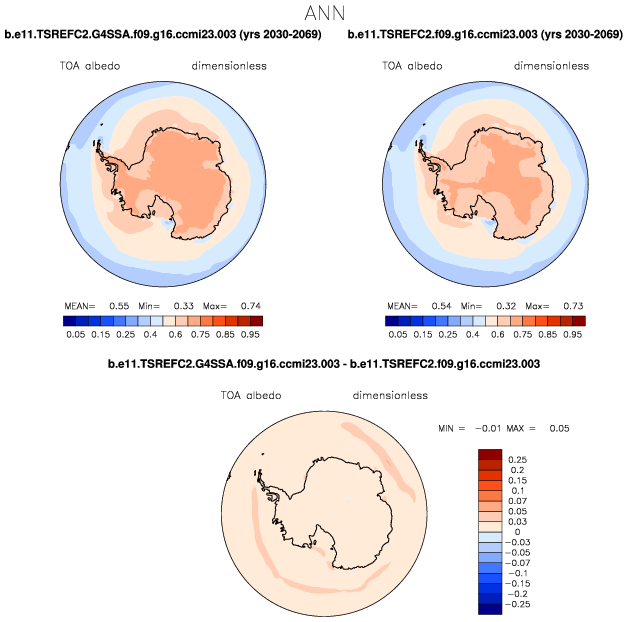 ANN
b.e11.TSREFC2.G4SSA.f09.g16.ccmi23.003 (yrs 2030-2069)
b.e11.TSREFC2.f09.g16.ccmi23.003 (yrs 2030-2069)
TOA albedo dimensionless
TOA albedo dimensionless
MEAN= 0.55 Min= 0.33 Max= 0.74
MEAN= 0.54 Min= 0.32 Max= 0.73
0.05 0.15 0.25 0.4 0.6 0.75 0.85 0.95
0.05 0.15 0.25 0.4 0.6 0.75 0.85 0.95
b.e11.TSREFC2.G4SSA.f09.g16.ccmi23.003 - b.e11.TSREFC2.f09.g16.ccmi23.003
TOA albedo dimensionless
MIN = -0.01 MAX = 0.05
0.25
0.2
0.15
0.1
0.07
0.05
0.03
0
-0.03
-0.05
-0.07
-0.1
-0.15
-0.2
-0.25